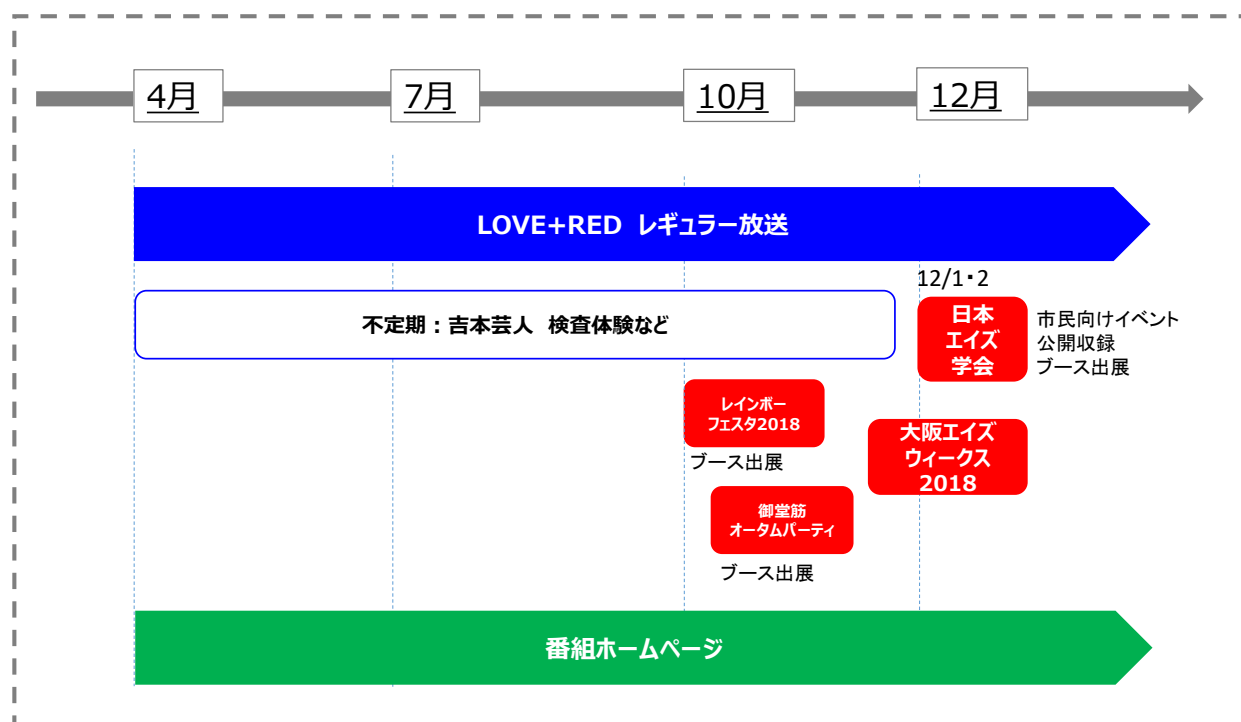 4月
7月
10月
12月
LOVE+RED レギュラー放送
不定期：吉本芸人 検査体験など
12/1・2
日本
エイズ
学会
市民向けイベント
公開収録
ブース出展
レインボー
フェスタ2018
ブース出展
大阪エイズ
ウィークス
2018
御堂筋
オータムパーティ
ブース出展
番組ホームページ